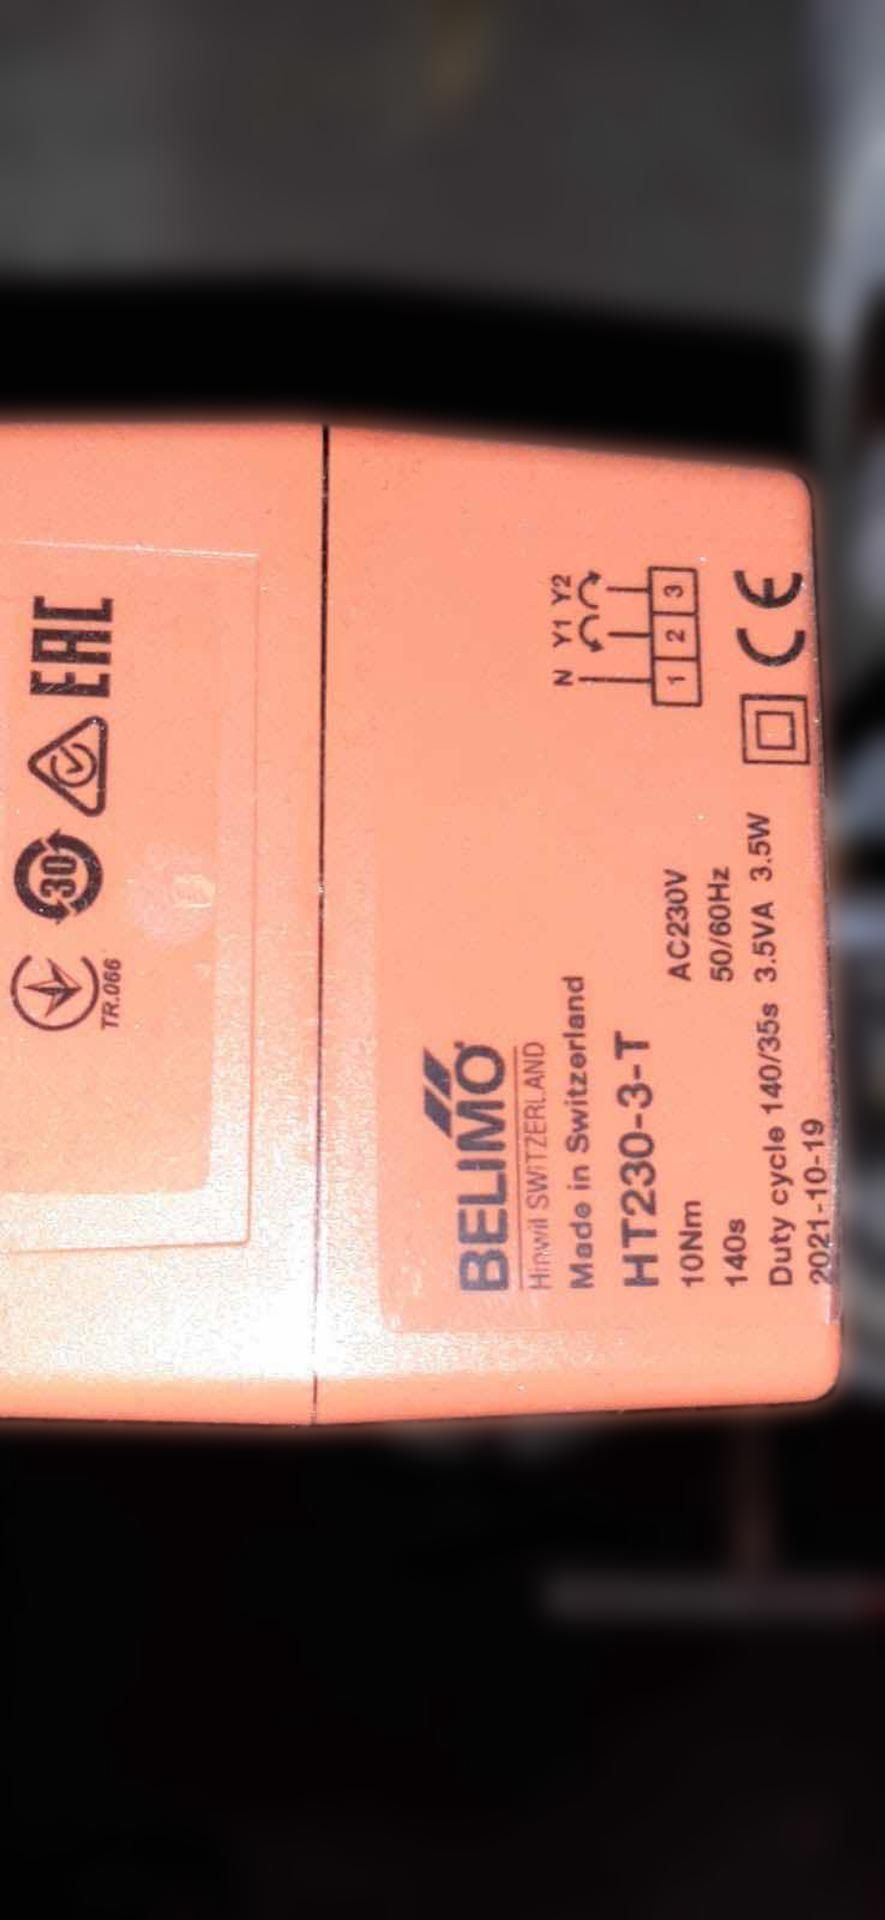 BELIMO
Hinwil SWITZERLAND
Made in Switzerland
HT230-3-T
10Nm AC230V
140s 50/60Hz
Duty cycle 140/35s 3.5VA 3.5W
2021-10-19
N Y1 Y2
1 2 3
CE
TR.066
30
EAC